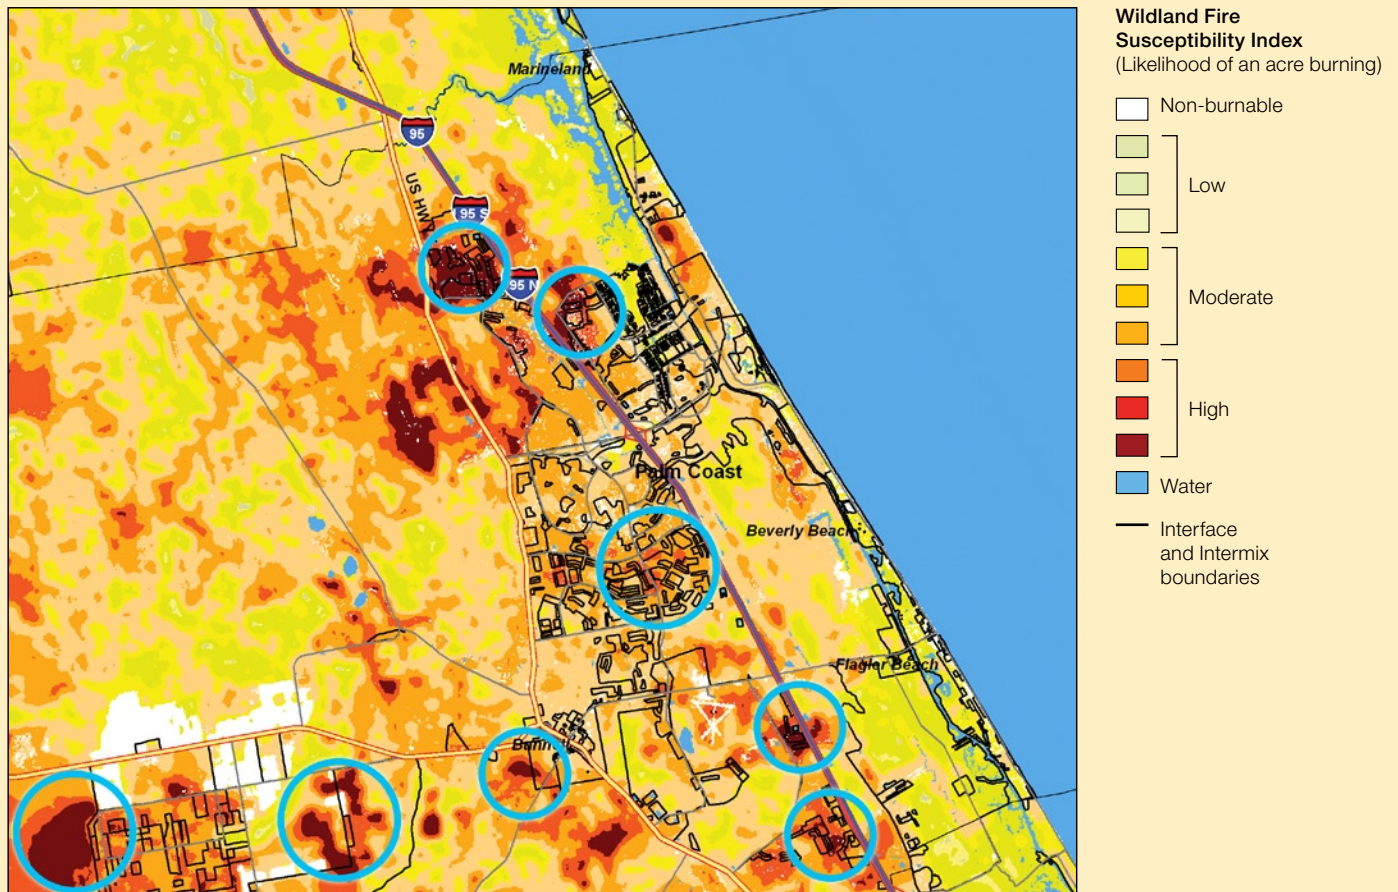 Marineland
95
US HW
95 S
95 N
Palm Coast
Beverly Beach
Flagler Beach
Wildland Fire
Susceptibility Index
(Likelihood of an acre burning)
Non-burnable
Low
Moderate
High
Water
Interface
and Intermix
boundaries